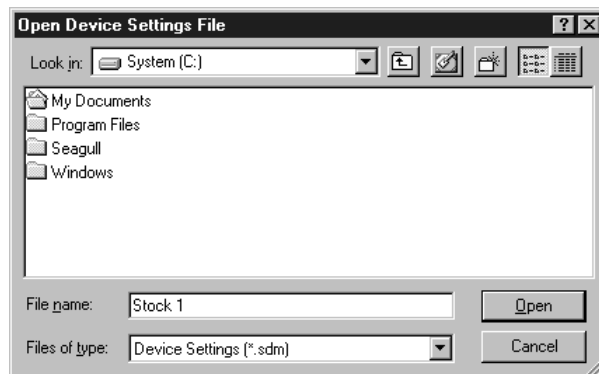 Open Device Settings File
Look in: System (C:)
My Documents
Program Files
Seagull
Windows
File name: Stock 1 Open
Files of type: Device Settings (*.sdm) Cancel